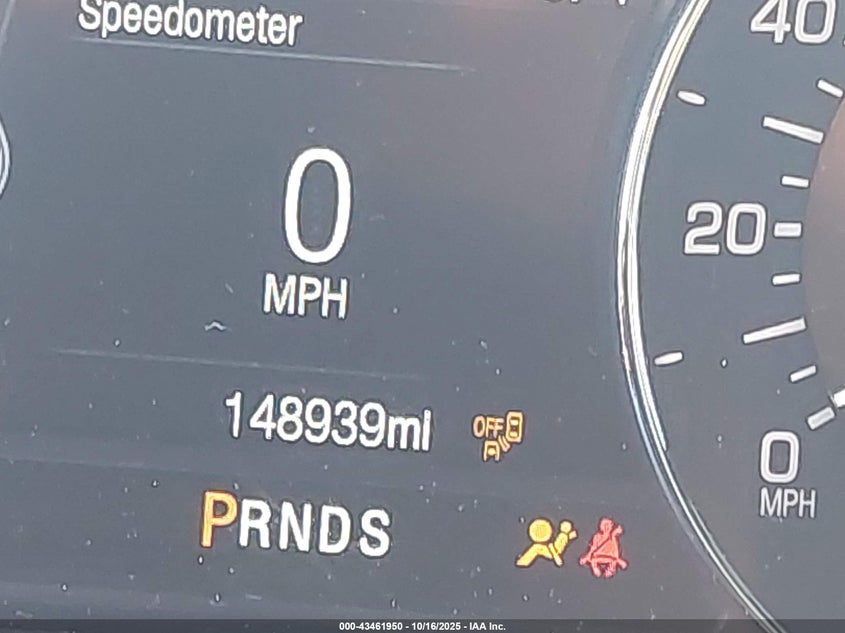 Speedometer
0
MPH
148939mi
OFF
PRNDS
40
20
0
MPH
000-43461950 - 10/16/2025 - IAA Inc.